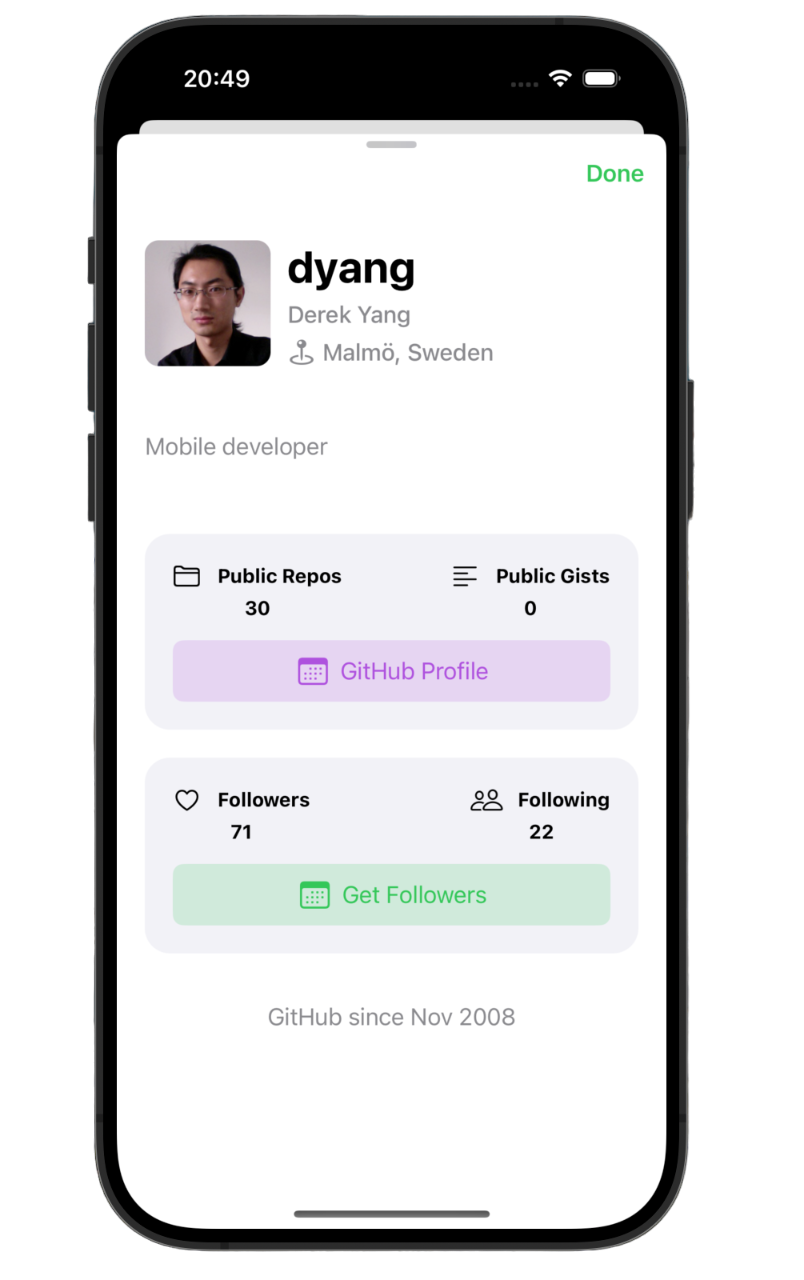 20:49
Done
dyang
Derek Yang
Malmö, Sweden
Mobile developer
Public Repos
30
Public Gists
0
GitHub Profile
Followers
71
Following
22
Get Followers
GitHub since Nov 2008